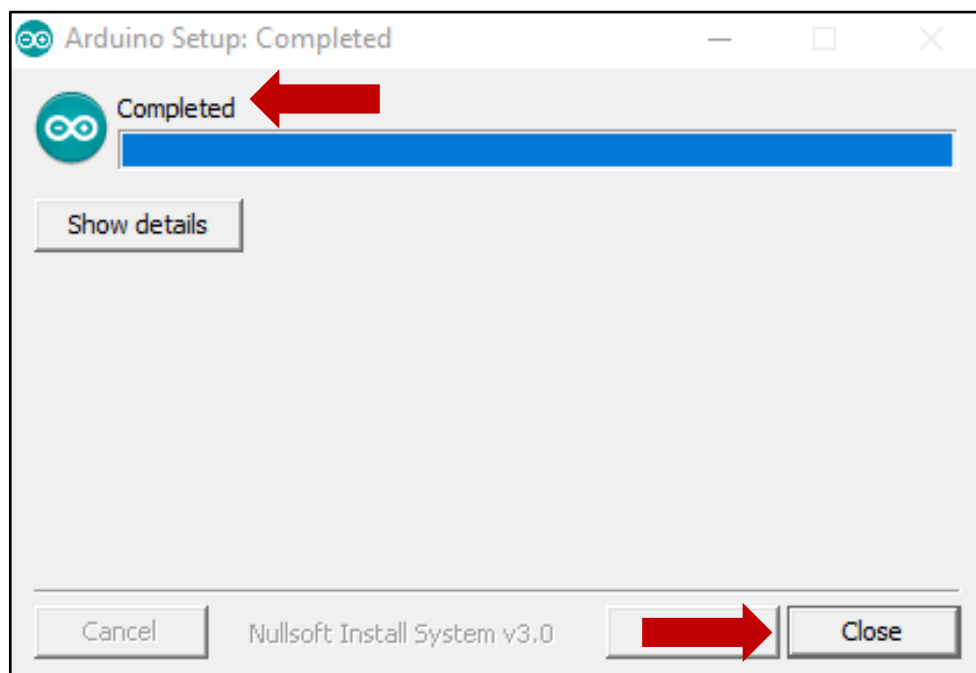 Arduino Setup: Completed
Completed
Show details
Cancel
Nullsoft Install System v3.0
Close